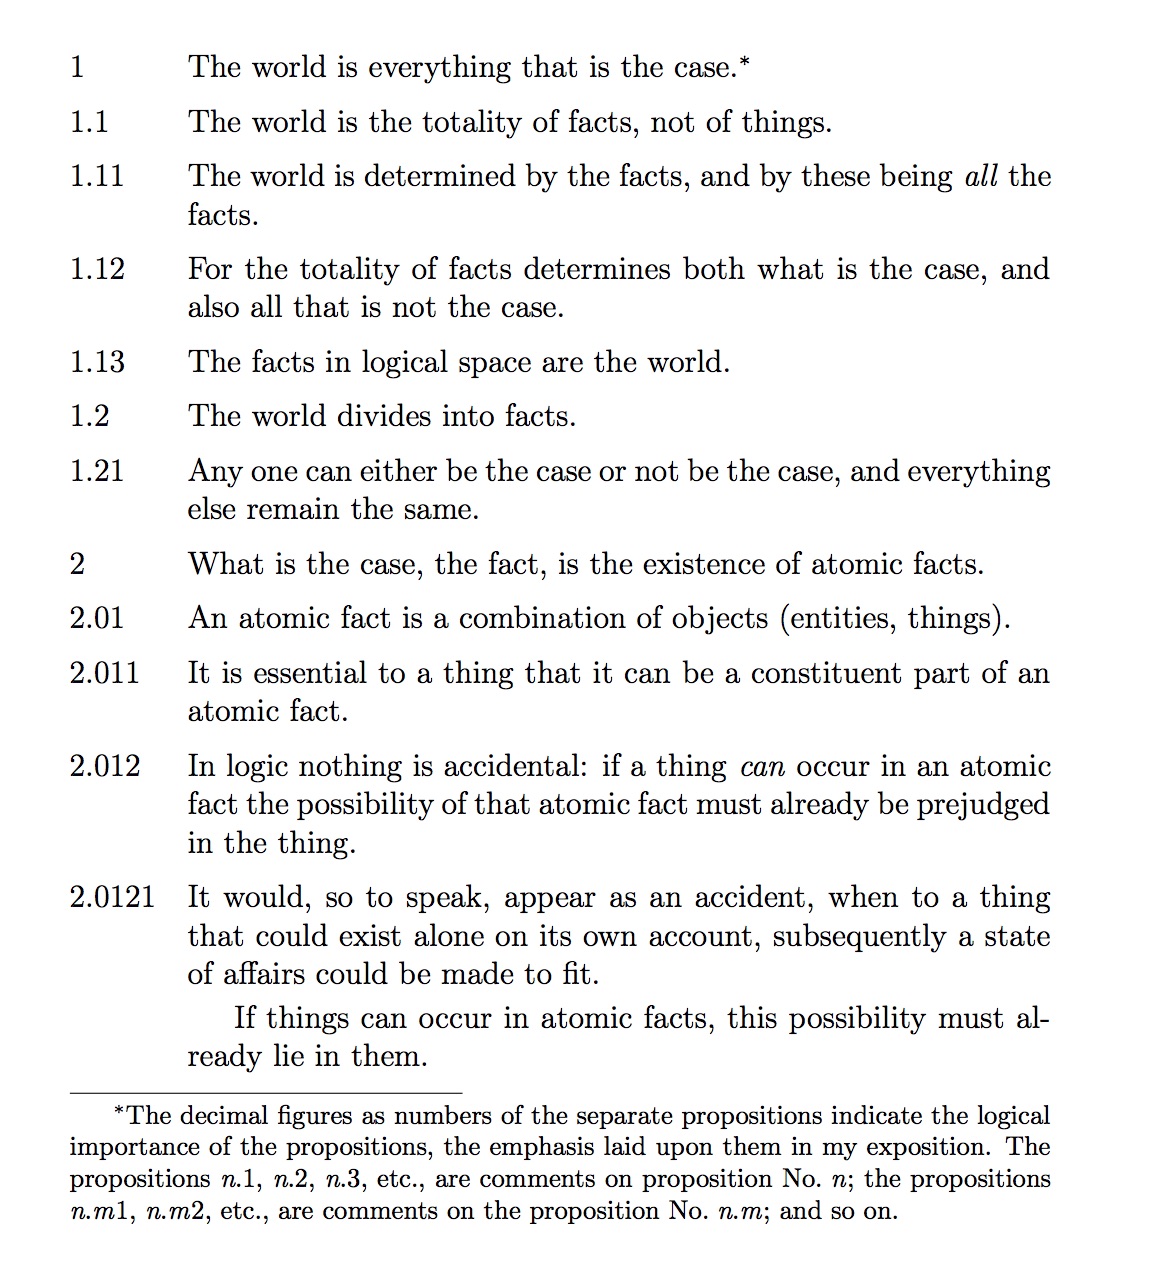 1 The world is everything that is the case.*
1.1 The world is the totality of facts, not of things.
1.11 The world is determined by the facts, and by these being all the
facts.
1.12 For the totality of facts determines both what is the case, and
also all that is not the case.
1.13 The facts in logical space are the world.
1.2 The world divides into facts.
1.21 Any one can either be the case or not be the case, and everything
else remain the same.
2 What is the case, the fact, is the existence of atomic facts.
2.01 An atomic fact is a combination of objects (entities, things).
2.011 It is essential to a thing that it can be a constituent part of an
atomic fact.
2.012 In logic nothing is accidental: if a thing can occur in an atomic
fact the possibility of that atomic fact must already be prejudged
in the thing.
2.0121 It would, so to speak, appear as an accident, when to a thing
that could exist alone on its own account, subsequently a state
of affairs could be made to fit.
If things can occur in atomic facts, this possibility must al-
ready lie in them.
*The decimal figures as numbers of the separate propositions indicate the logical
importance of the propositions, the emphasis laid upon them in my exposition. The
propositions n.1, n.2, n.3, etc., are comments on proposition No. n; the propositions
n.m1, n.m2, etc., are comments on the proposition No. n.m; and so on.